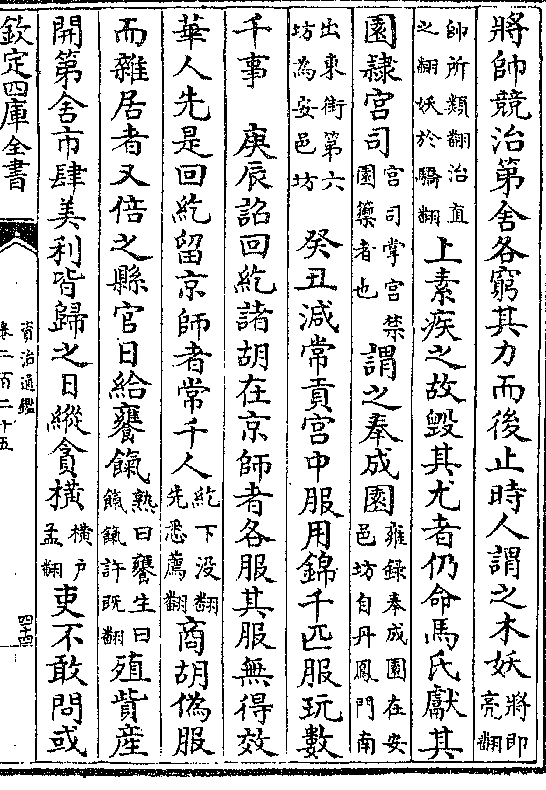 將帥競治第舍各窮其力而後止時人謂之木妖將即亮翻
帥所類翻治直之翻妖於驕翻上素疾之故毀其尤者仍命馬氏獻其
園隷宮司宮司掌宮禁園籞者也謂之奉成園雍錄奉成園在安邑坊自丹鳳門南
出東街第六坊為安邑坊　癸丑減常貢宮中服用錦千匹服玩數
千事　庚辰詔回紇諸胡在京師者各服其服無得效
華人先是回紇留京師者常千人紇下没翻先悉薦翻商胡偽服
而雜居者又倍之縣官日給饔餼熟曰饔生曰餼餼許既翻殖貲産
開第舍市肆美利皆歸之日縱貪橫橫戶孟翻吏不敢問或
欽定四庫全書
資治通鑑
卷二百二十五
四十四